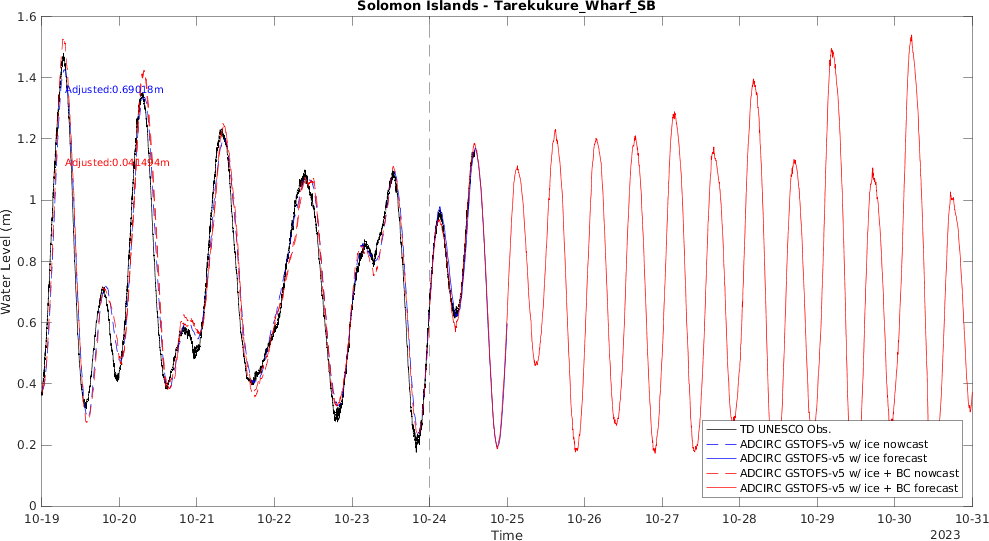 Solomon Islands - Tarekukure_Wharf_SB
1.6
1.4
1.2
1
0.8
0.6
0.4
0.2
0
Water Level (m)
Adjusted:0.69018m
Adjusted:0.041494m
TD UNESCO Obs.
ADCIRC GSTOFS-v5 w/ ice nowcast
ADCIRC GSTOFS-v5 w/ ice forecast
ADCIRC GSTOFS-v5 w/ ice + BC nowcast
ADCIRC GSTOFS-v5 w/ ice + BC forecast
10-19 10-20 10-21 10-22 10-23 10-24 10-25 10-26 10-27 10-28 10-29 10-30 10-31
Time
2023